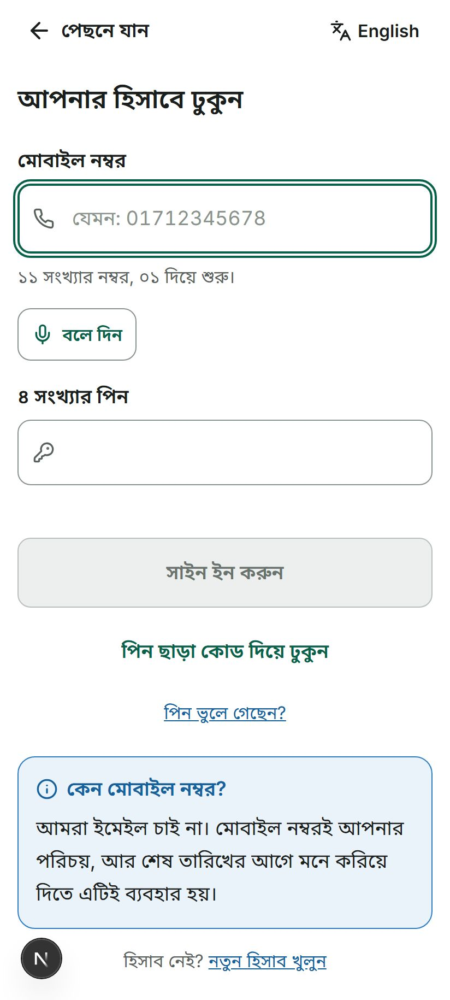 পেছনে যান
English
আপনার হিসাবে ঢুকুন
মোবাইল নম্বর
যেমন: 01712345678
১১ সংখ্যার নম্বর, ০১ দিয়ে শুরু।
বলে দিন
৪ সংখ্যার পিন
সাইন ইন করুন
পিন ছাড়া কোড দিয়ে ঢুকুন
পিন ভুলে গেছেন?
কেন মোবাইল নম্বর?
আমরা ইমেইল চাই না। মোবাইল নম্বরই আপনার
পরিচয়, আর শেষ তারিখের আগে মনে করিয়ে
দিতে এটিই ব্যবহার হয়।
N
হিসাব নেই? নতুন হিসাব খুলুন